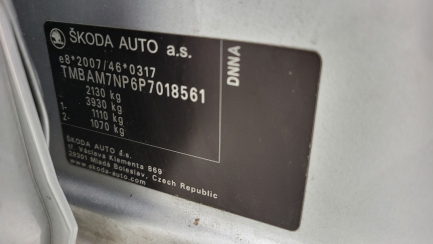 ŠKODA AUTO a.s.
e8*2007/46*0317
TMBAM7NP6P7018561
2130 kg
1- 3930 kg
2- 1110 kg
1070 kg
ŠKODA AUTO a.s.
tř. Václava Klementa 869
29301 Mladá Boleslav, Czech Republic
www.skoda-auto.com
DNNA